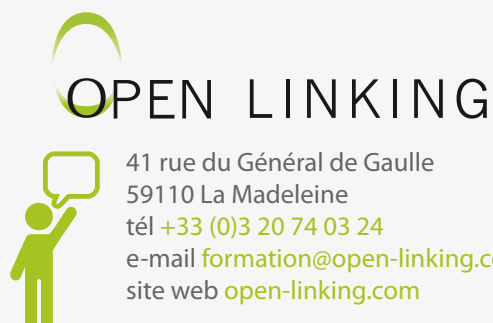 OPEN LINKING
41 rue du Général de Gaulle
59110 La Madeleine
tél +33 (0)3 20 74 03 24
e-mail formation@open-linking.c
site web open-linking.com